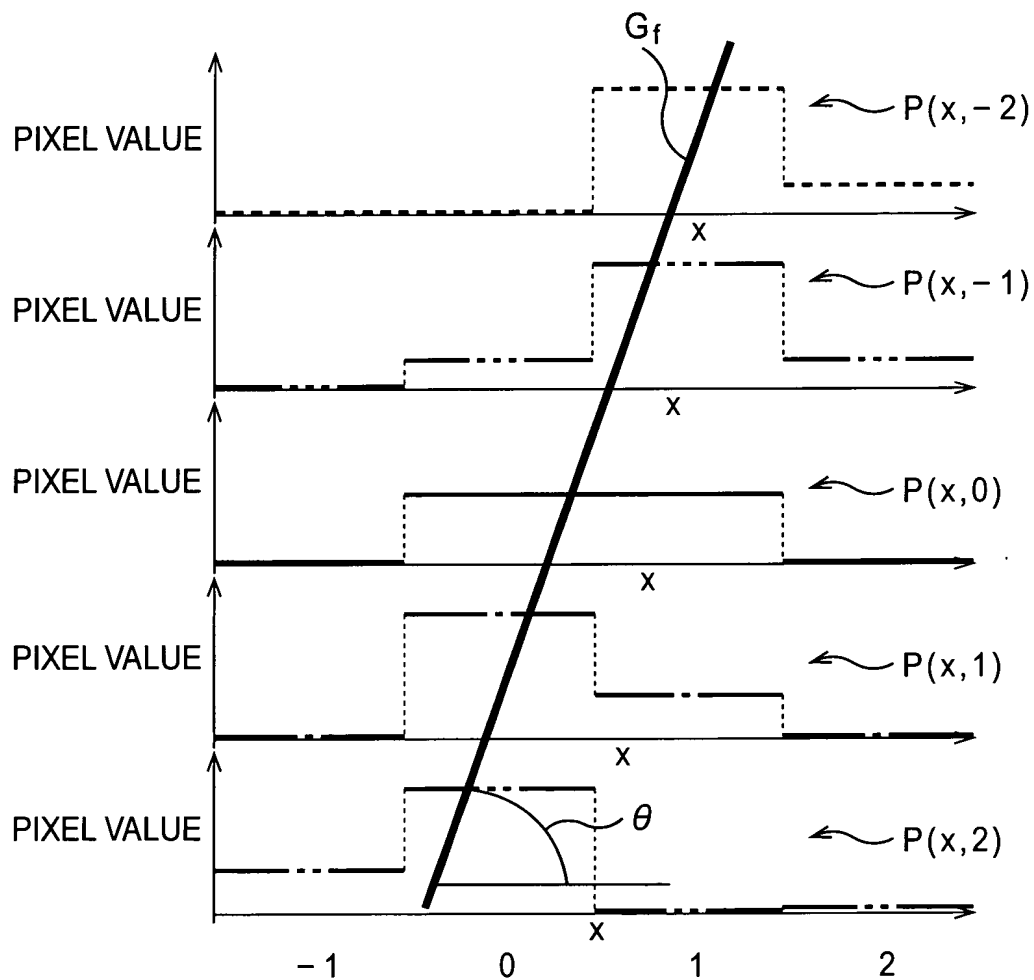 G_f
PIXEL VALUE
P(x,-2)
x
PIXEL VALUE
P(x,-1)
x
PIXEL VALUE
P(x,0)
x
PIXEL VALUE
P(x,1)
x
PIXEL VALUE
θ
P(x,2)
x
-1 0 1 2